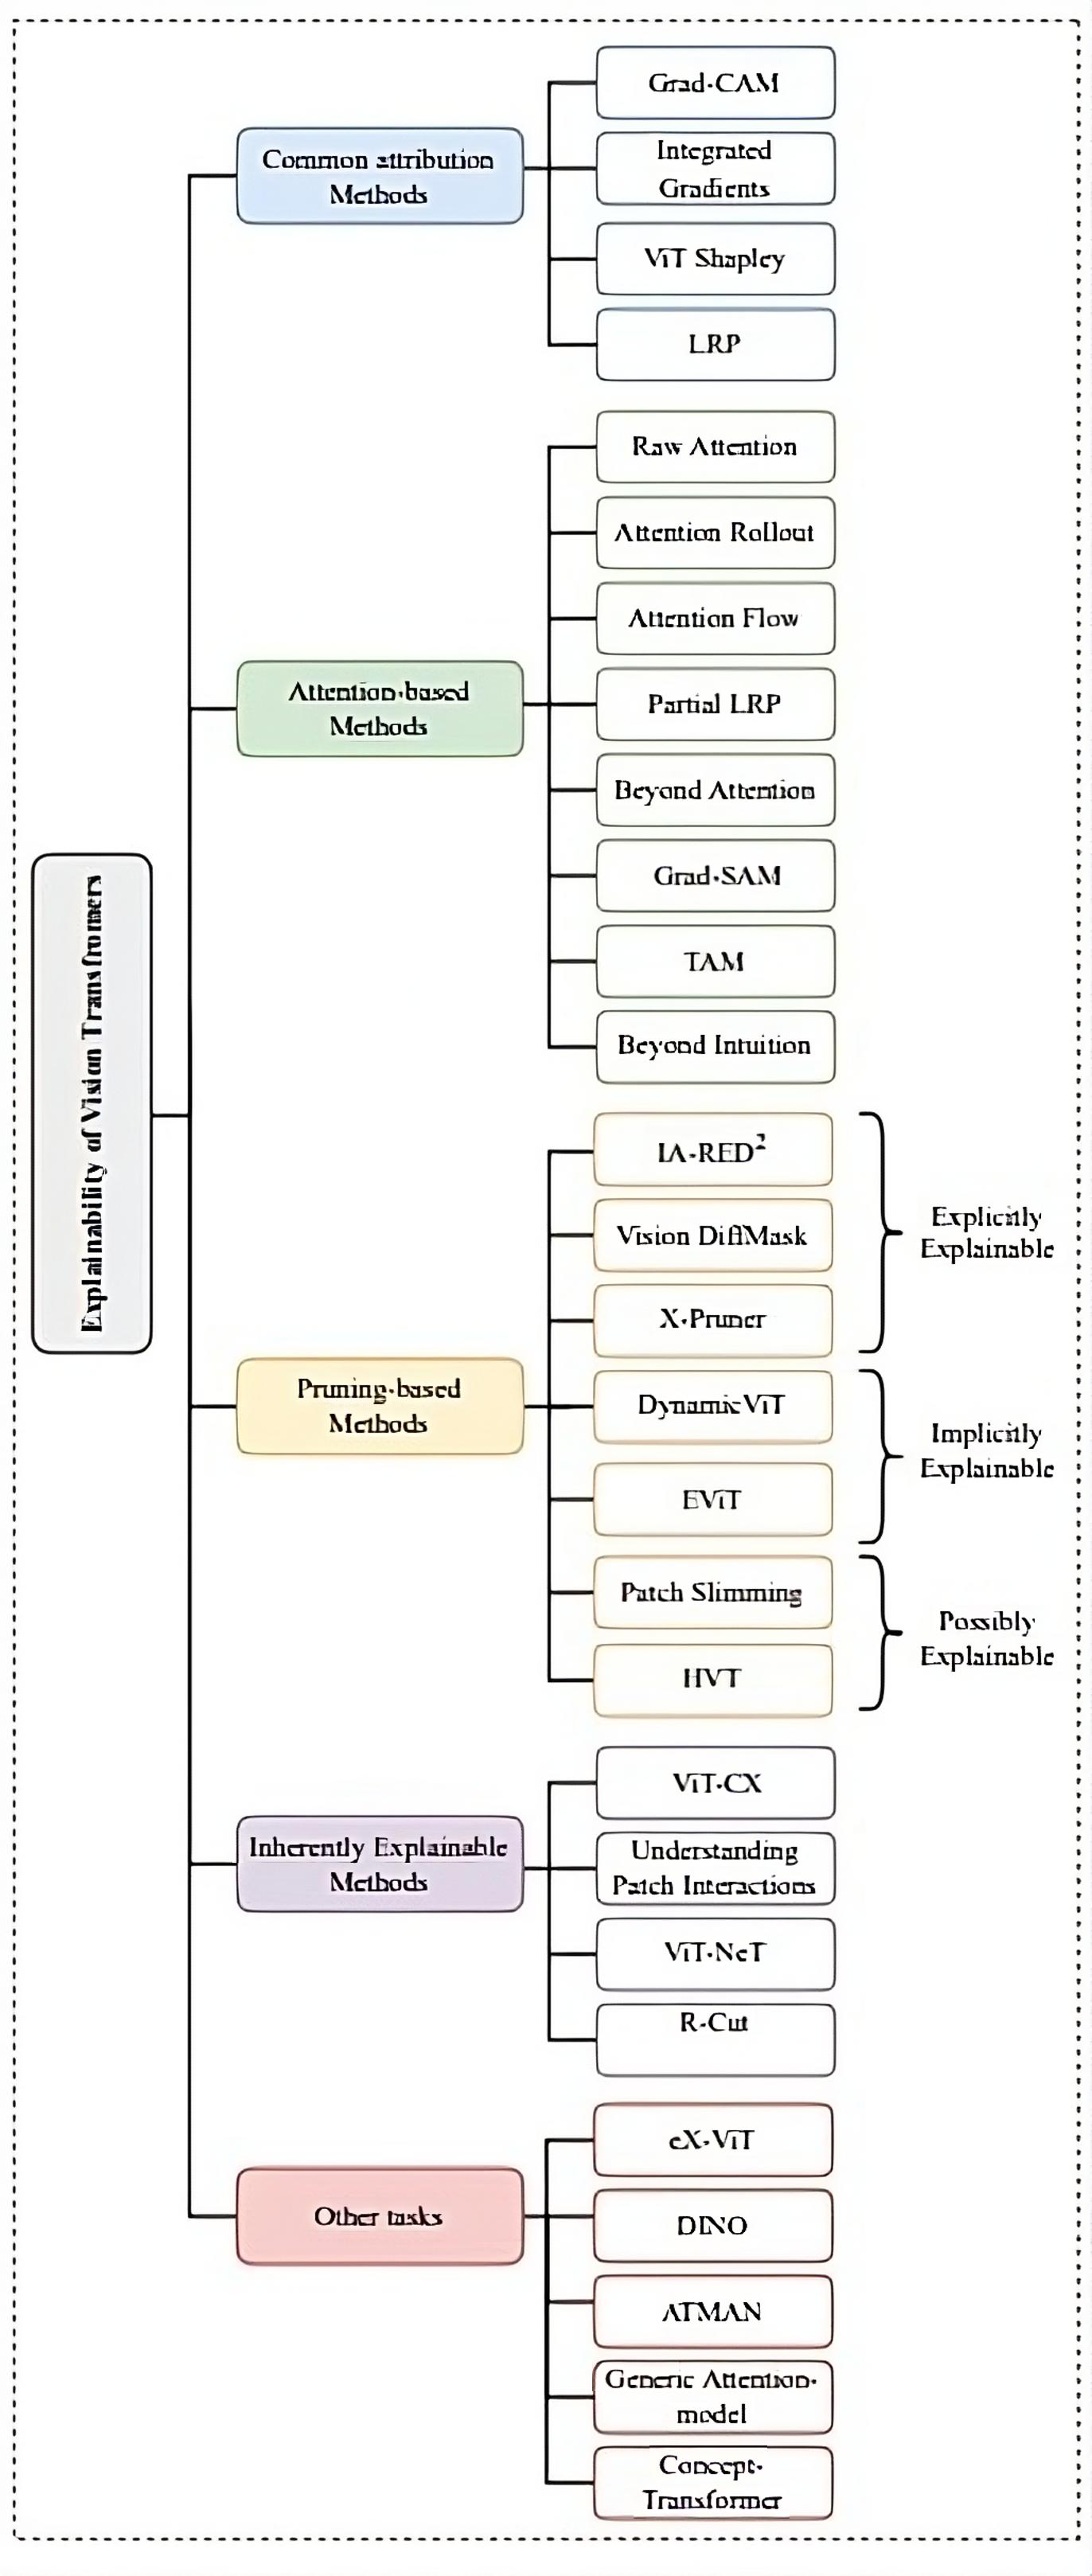 Explainability of Vision Transfromers
Common attribution
Methods
Grad-CAM
Integrated
Gradients
ViT Shapley
LRP
Attention-based
Methods
Raw Attention
Attention Rollout
Attention Flow
Partial LRP
Beyond Attention
Grad-SAM
TAM
Beyond Intuition
Pruning-based
Methods
IA-RED²
Vision DiffMask
X-Pruner
Explicitly
Explainable
DynamicViT
EViT
Implicitly
Explainable
Patch Slimming
HVT
Possibly
Explainable
Inherently Explainable
Methods
ViT-CX
Understanding
Patch Interactions
ViT-NeT
R-Cut
Other tasks
eX-ViT
DINO
ATMAN
Generic Attention-
model
Concept-
Transformer